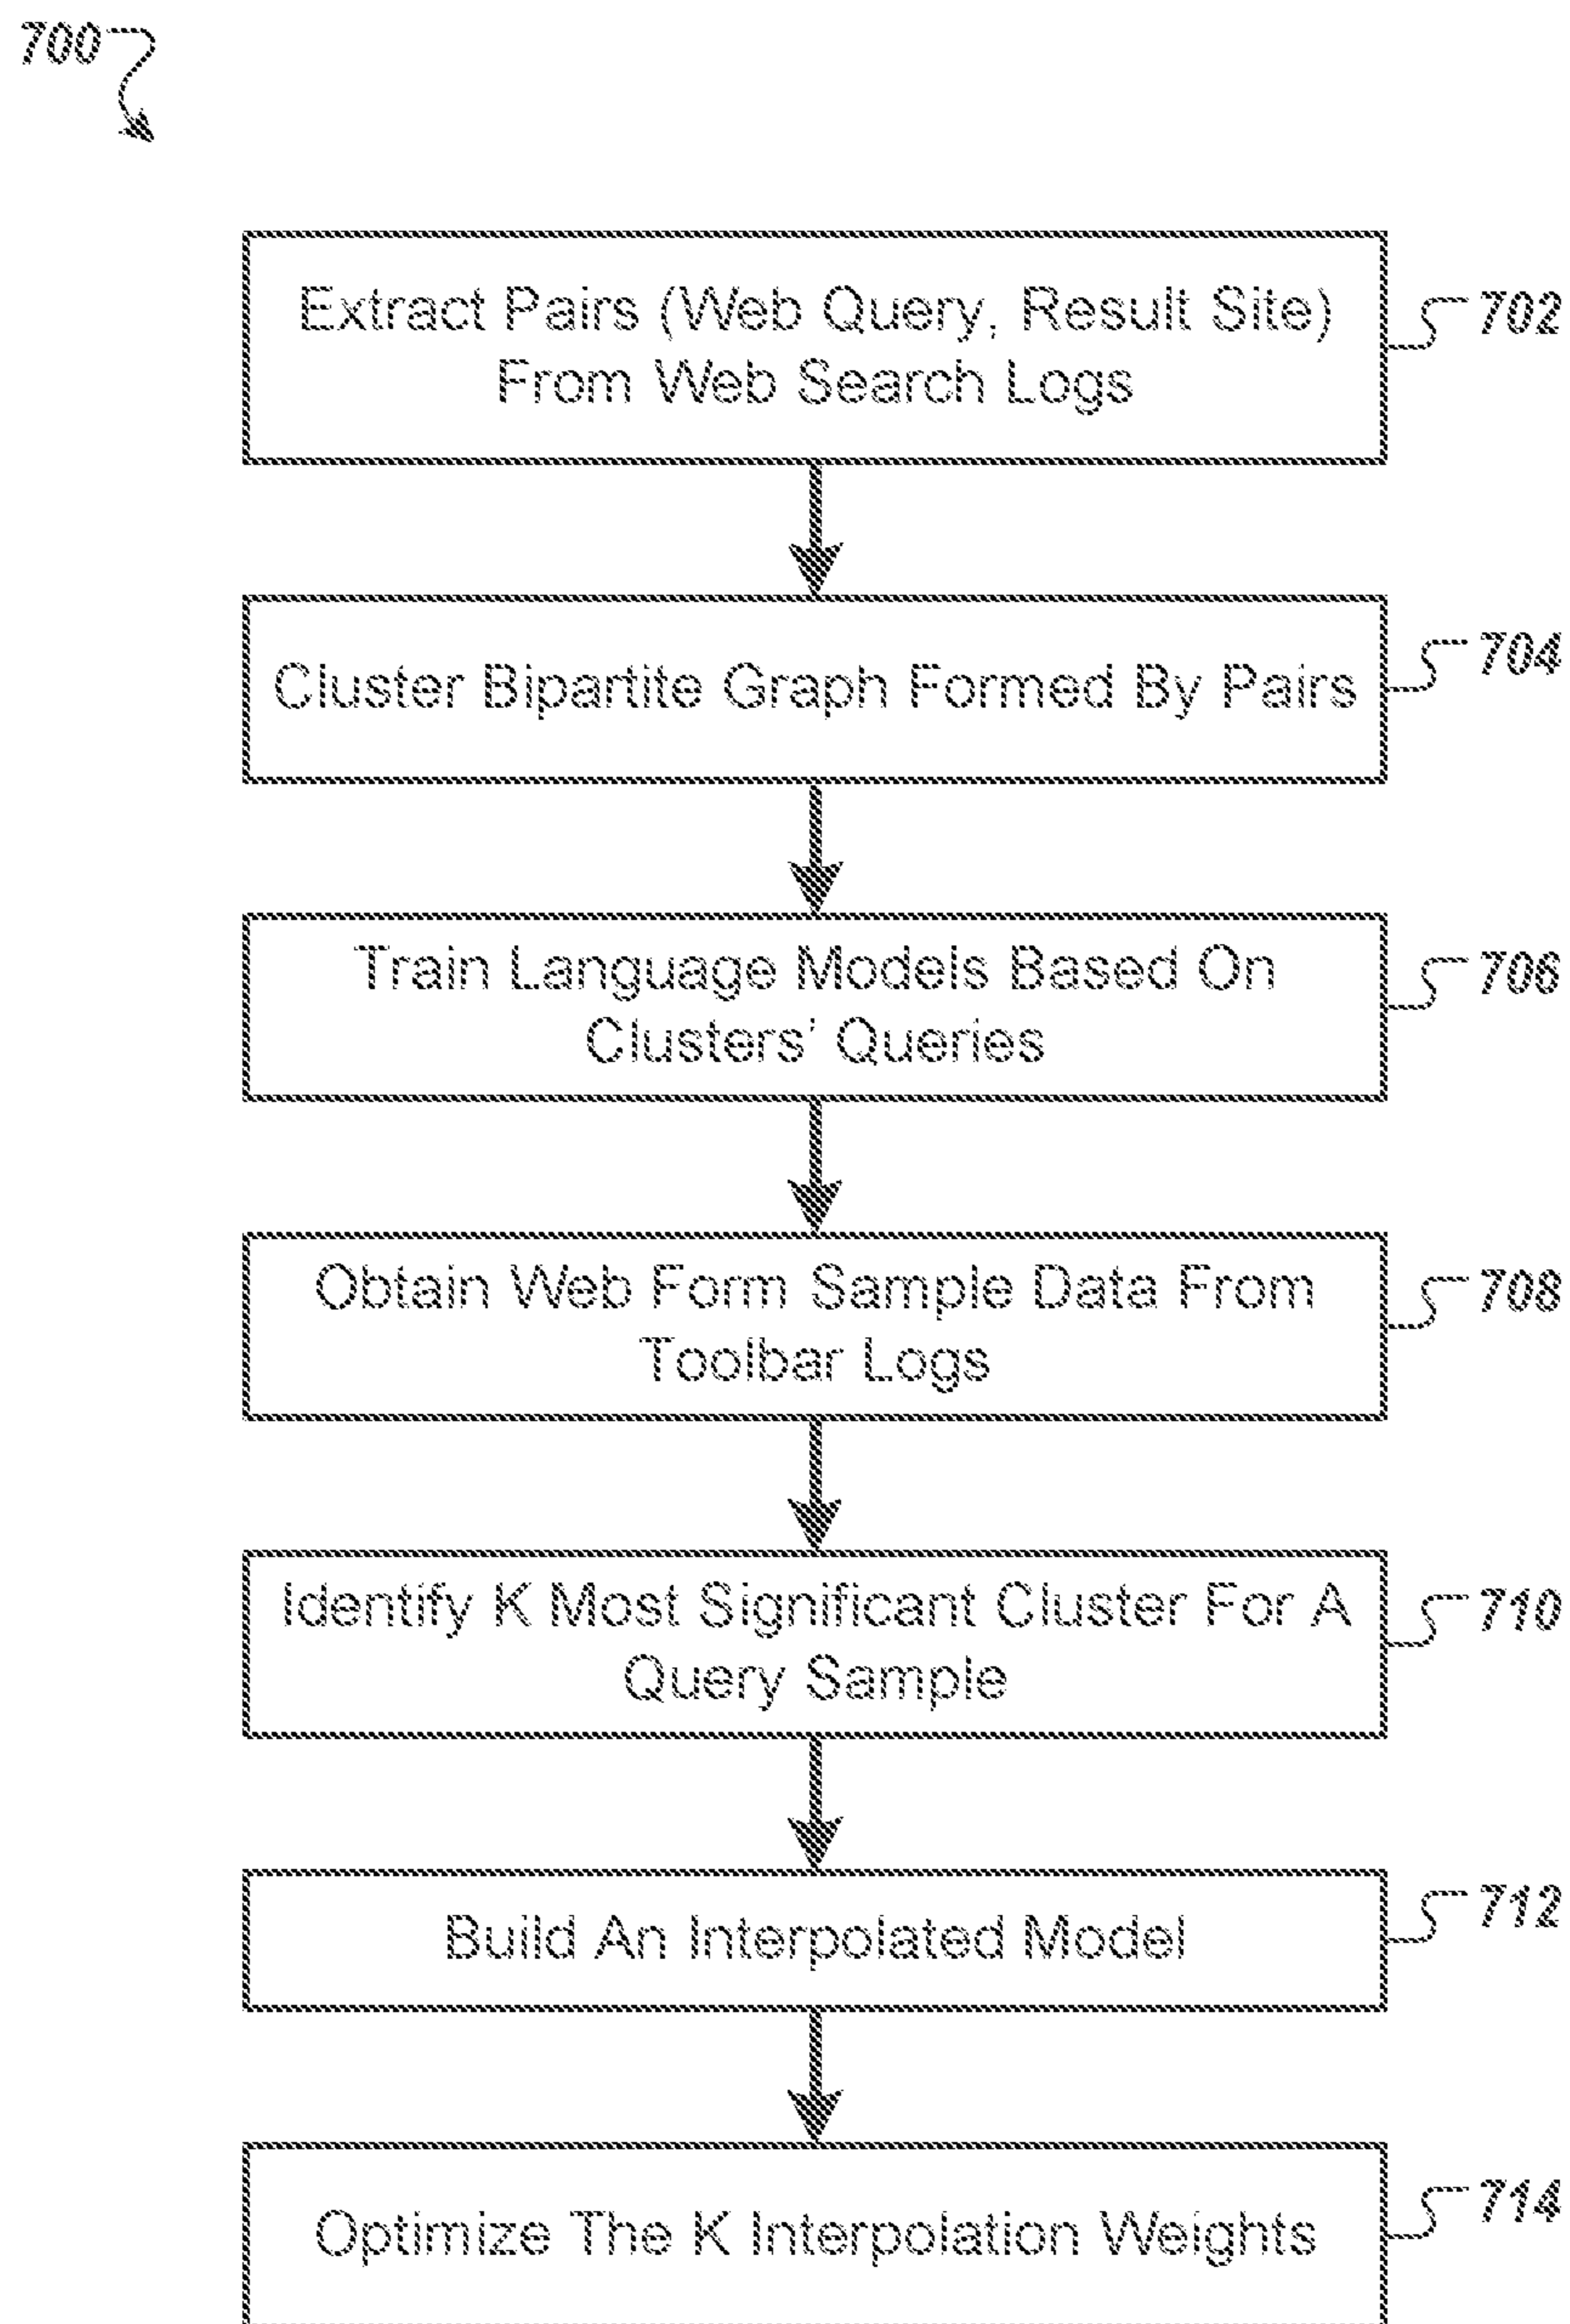 700
Extract Pairs (Web Query, Result Site)
From Web Search Logs
702
Cluster Bipartite Graph Formed By Pairs
704
Train Language Models Based On
Clusters' Queries
706
Obtain Web Form Sample Data From
Toolbar Logs
708
Identify K Most Significant Cluster For A
Query Sample
710
Build An Interpolated Model
712
Optimize The K Interpolation Weights
714